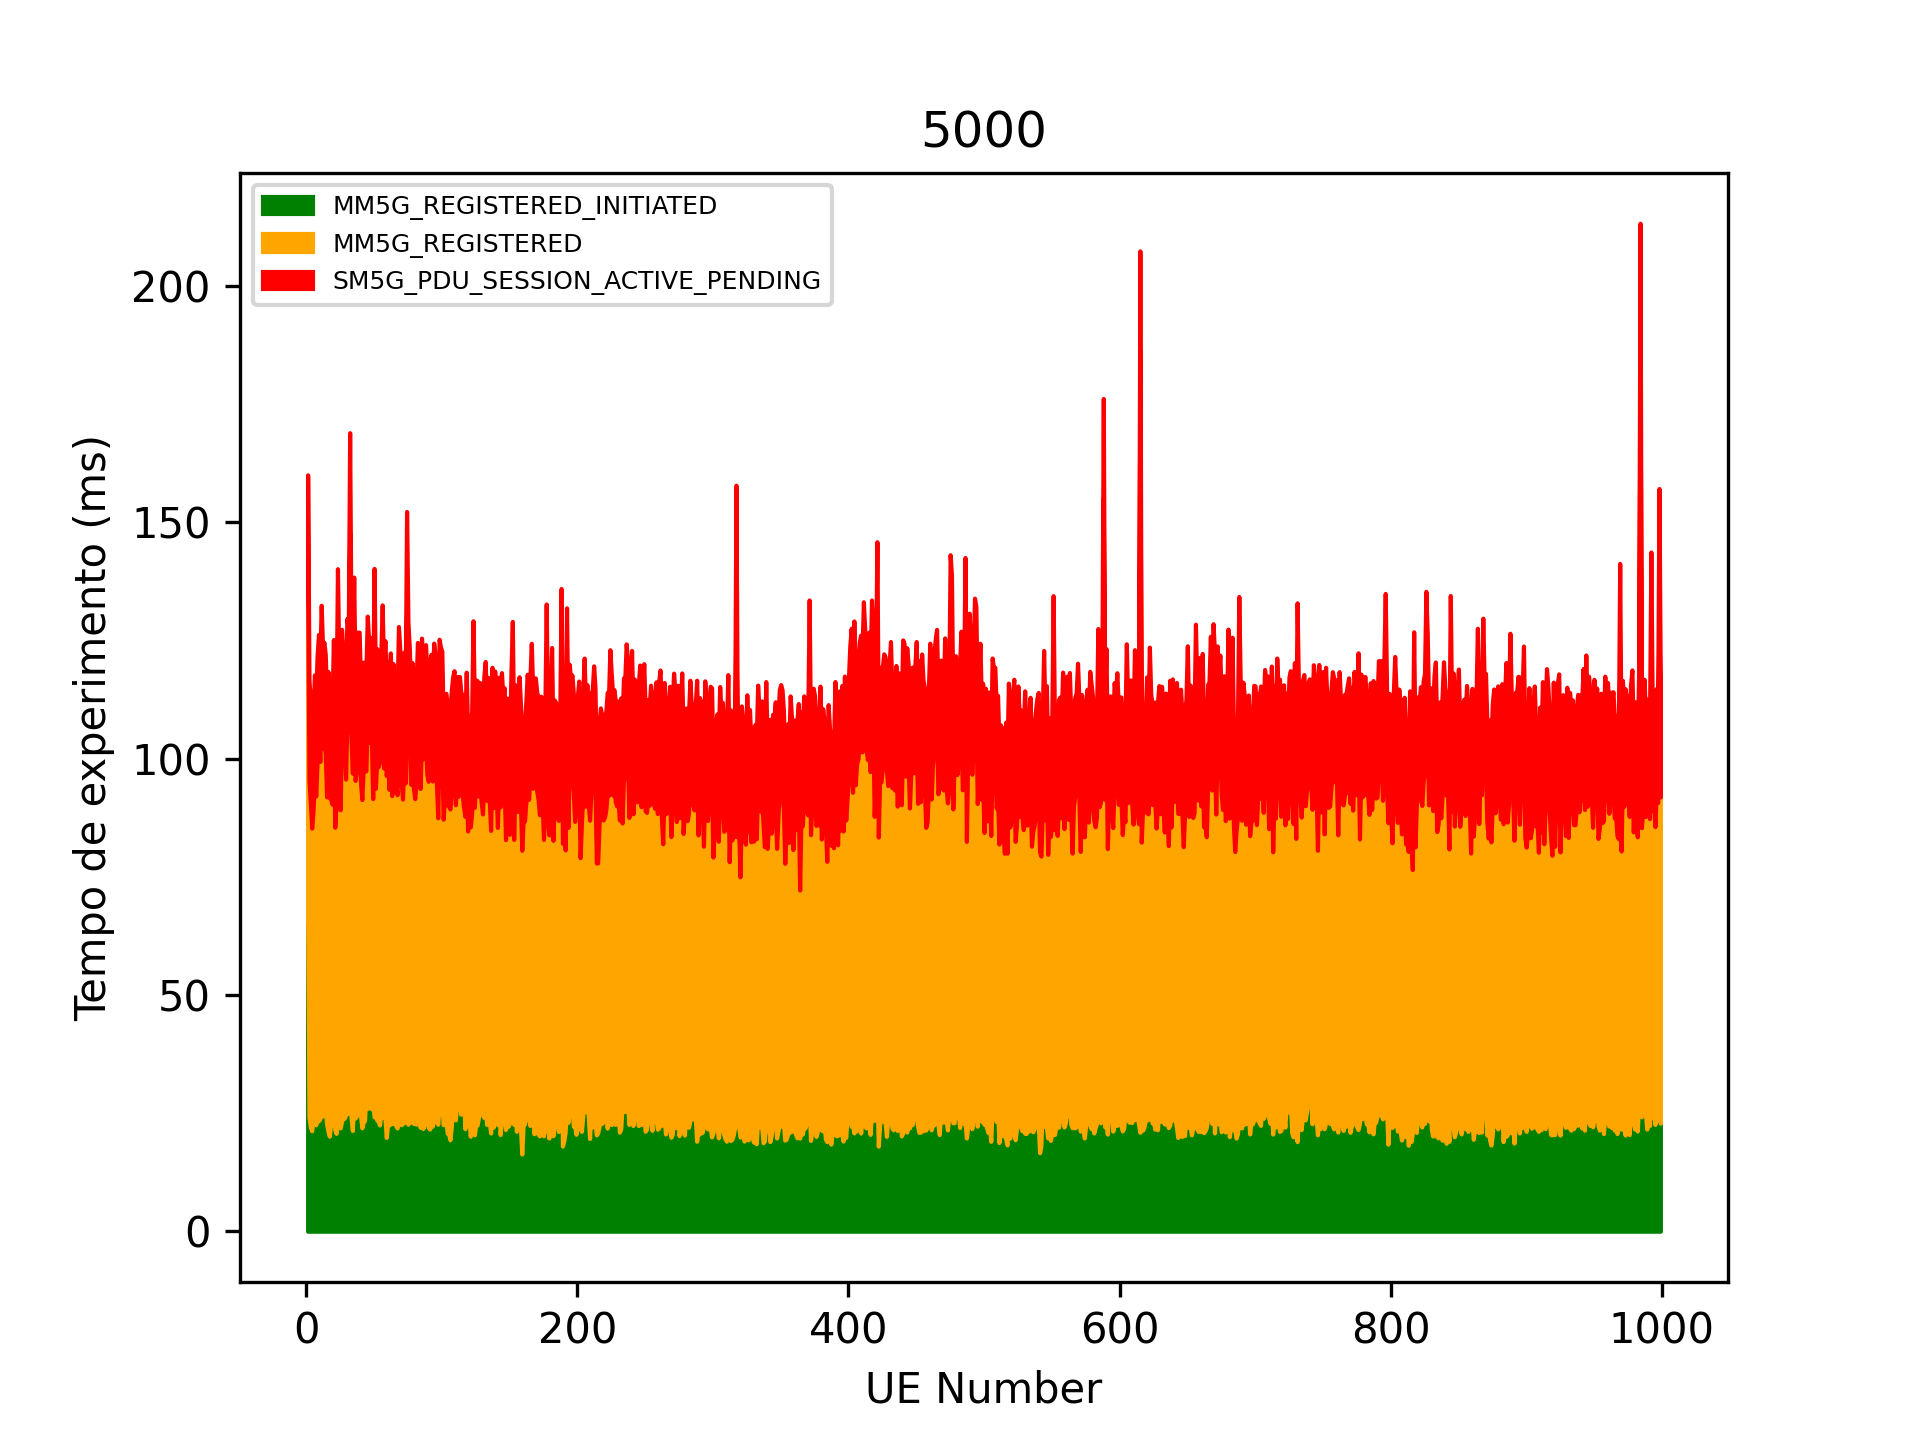 5000
MM5G_REGISTERED_INITIATED
MM5G_REGISTERED
SM5G_PDU_SESSION_ACTIVE_PENDING
Tempo de experimento (ms)
200
150
100
50
0
0 200 400 600 800 1000
UE Number